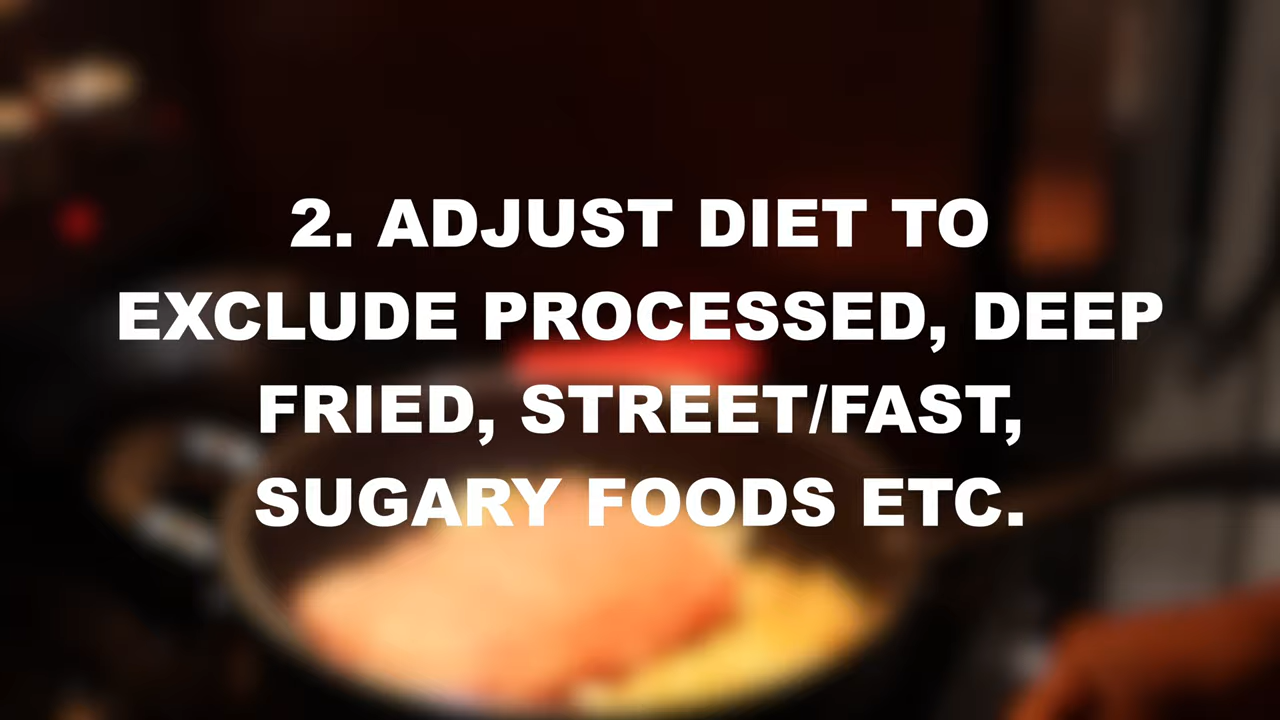 2. ADJUST DIET TO
EXCLUDE PROCESSED, DEEP
FRIED, STREET/FAST,
SUGARY FOODS ETC.